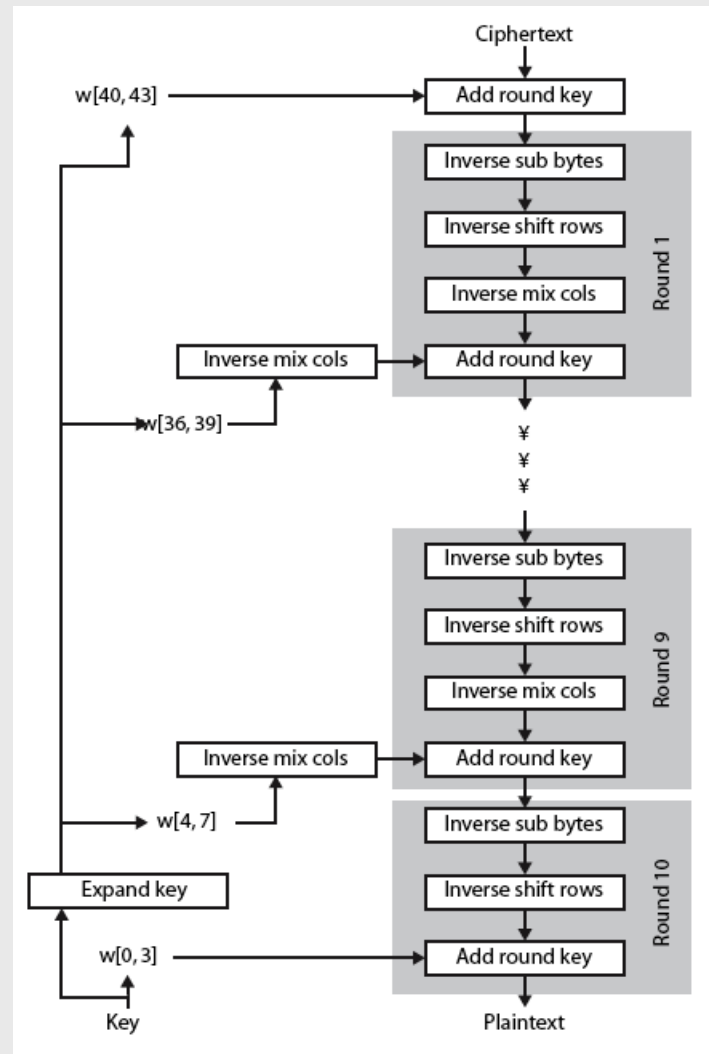 Ciphertext
w[40, 43]
Add round key
Inverse sub bytes
Inverse shift rows
Inverse mix cols
Inverse mix cols
Add round key
Round 1
w[36, 39]
¥
¥
¥
Inverse sub bytes
Inverse shift rows
Inverse mix cols
Inverse mix cols
Add round key
Round 9
w[4, 7]
Inverse sub bytes
Expand key
Inverse shift rows
w[0, 3]
Add round key
Round 10
Key
Plaintext